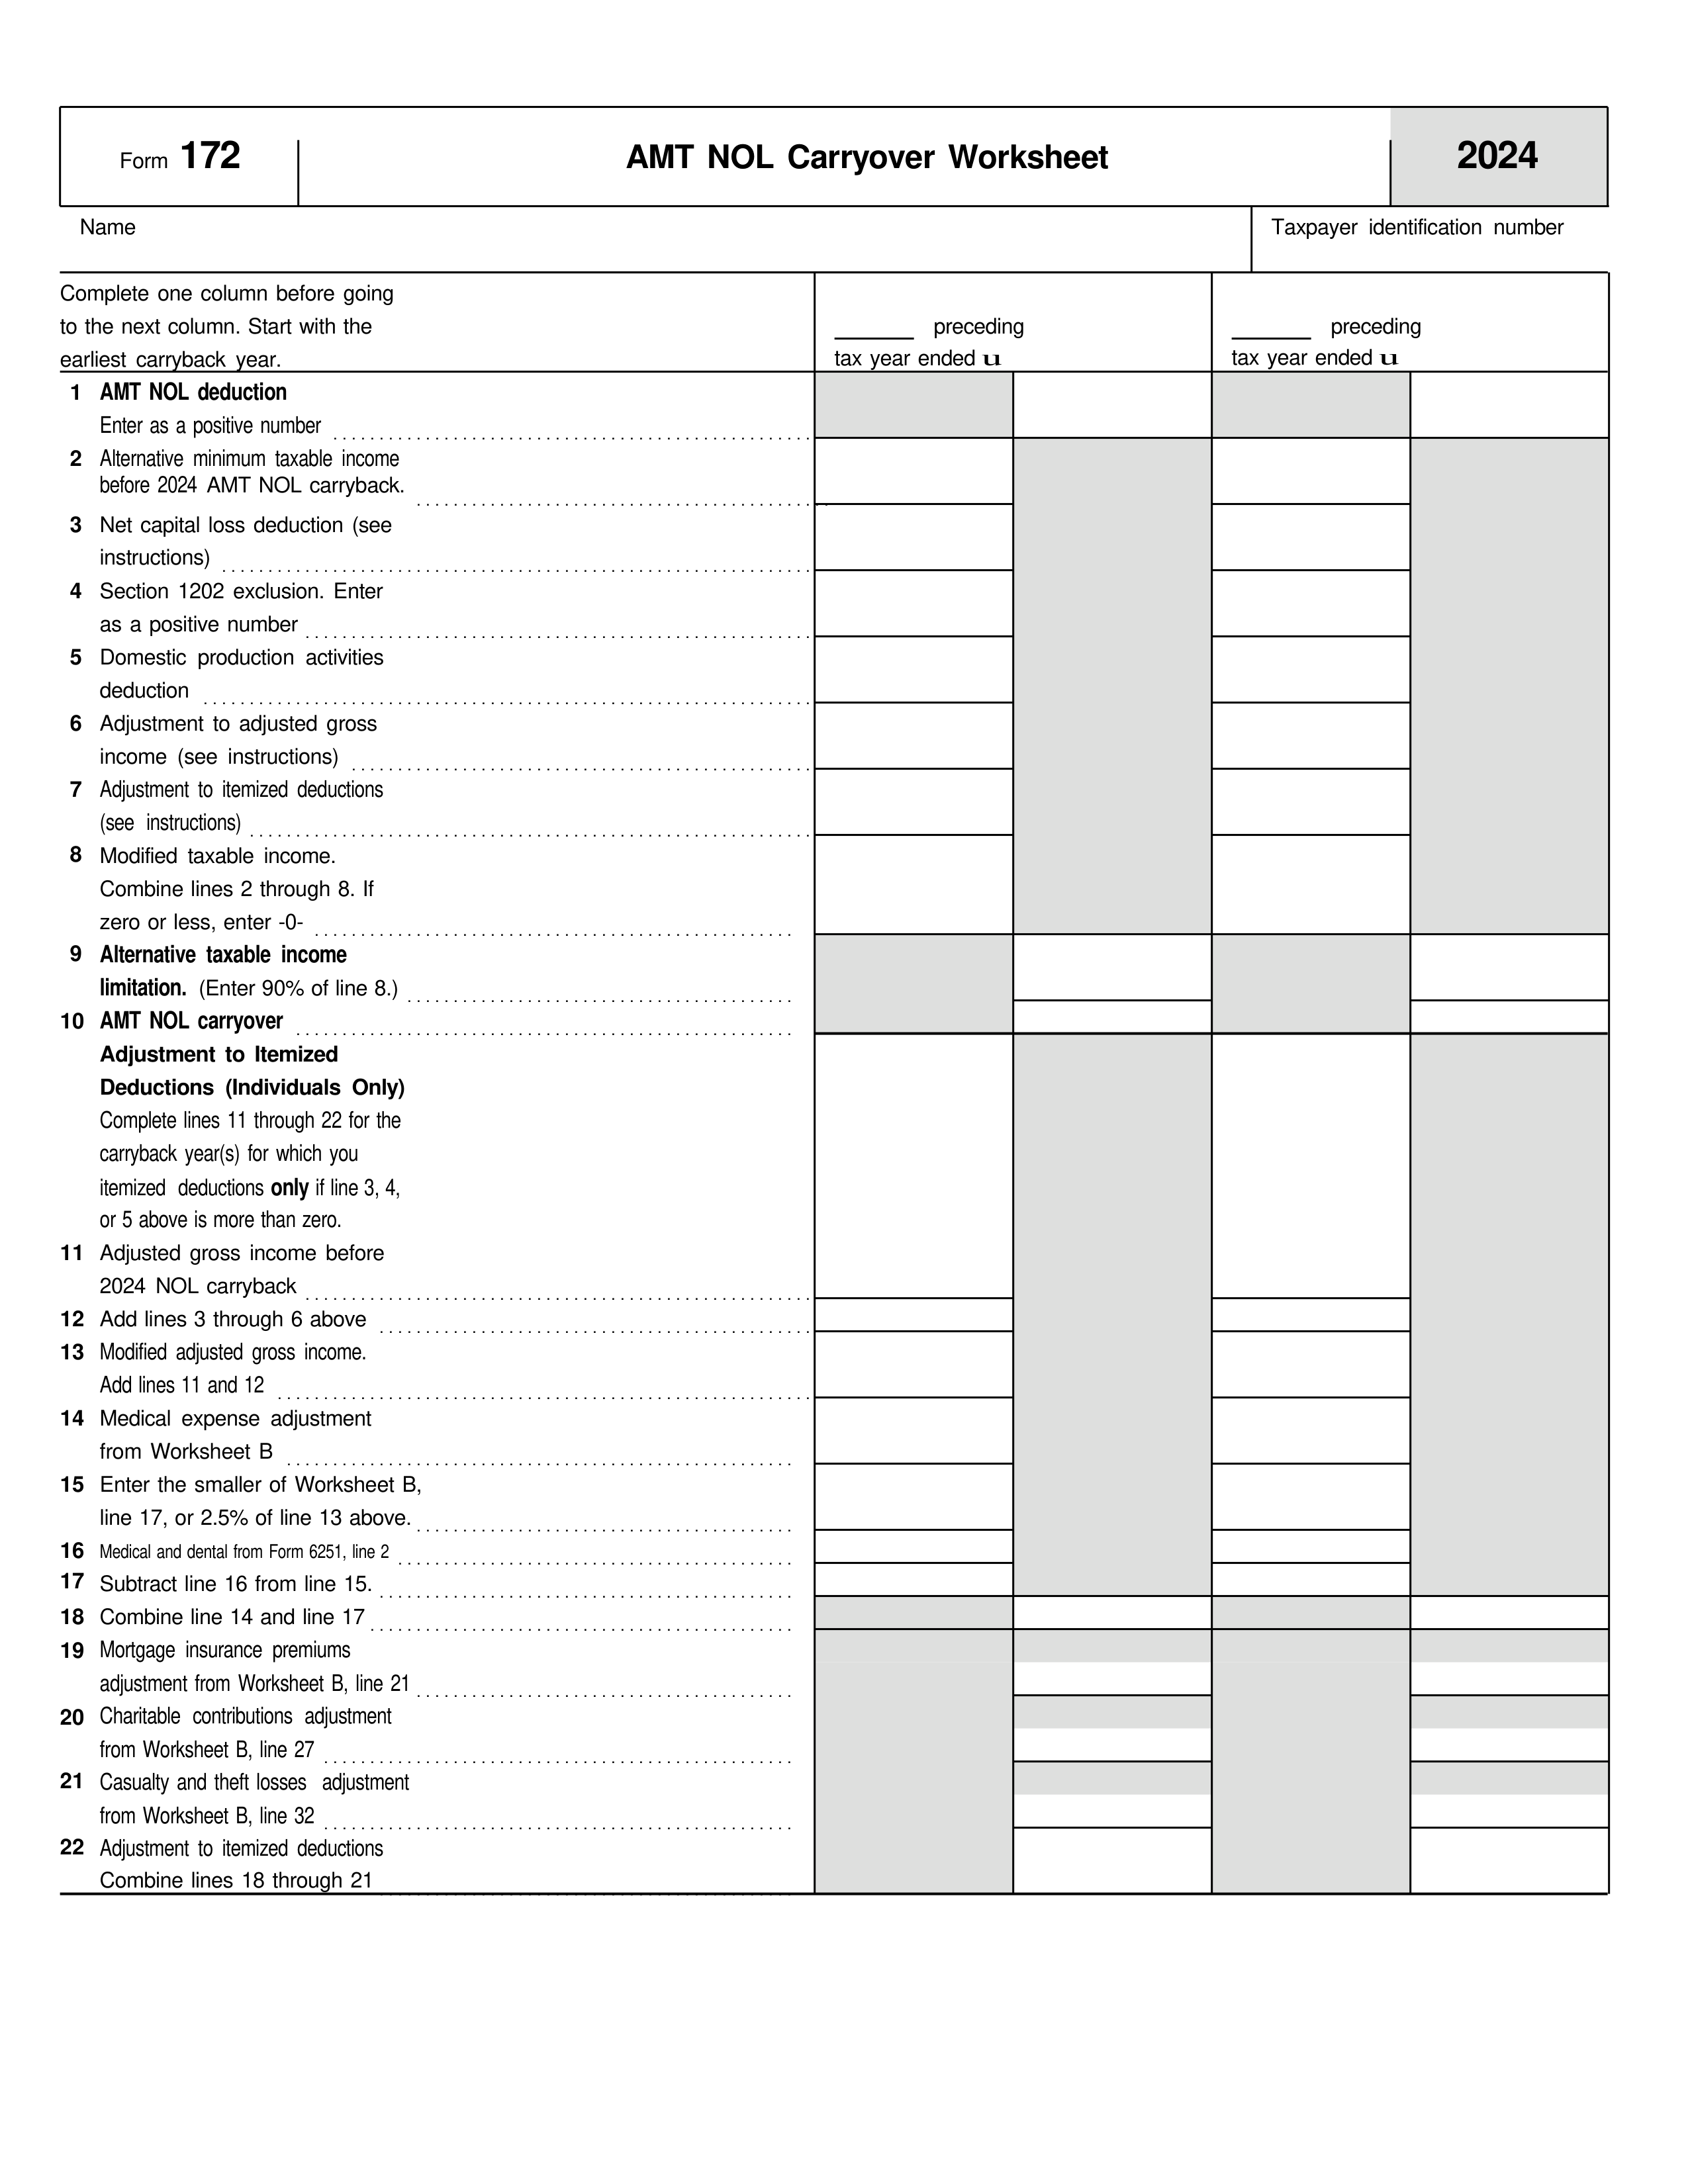 Form 172
AMT NOL Carryover Worksheet
2024
Name
Taxpayer identification number
Complete one column before going
to the next column. Start with the
earliest carryback year.
______ preceding
tax year ended u
______ preceding
tax year ended u
1 AMT NOL deduction
Enter as a positive number
2 Alternative minimum taxable income
before 2024 AMT NOL carryback.
3 Net capital loss deduction (see
instructions)
4 Section 1202 exclusion. Enter
as a positive number
5 Domestic production activities
deduction
6 Adjustment to adjusted gross
income (see instructions)
7 Adjustment to itemized deductions
(see instructions)
8 Modified taxable income.
Combine lines 2 through 8. If
zero or less, enter -0-
9 Alternative taxable income
limitation. (Enter 90% of line 8.)
10 AMT NOL carryover
Adjustment to Itemized
Deductions (Individuals Only)
Complete lines 11 through 22 for the
carryback year(s) for which you
itemized deductions only if line 3, 4,
or 5 above is more than zero.
11 Adjusted gross income before
2024 NOL carryback
12 Add lines 3 through 6 above
13 Modified adjusted gross income.
Add lines 11 and 12
14 Medical expense adjustment
from Worksheet B
15 Enter the smaller of Worksheet B,
line 17, or 2.5% of line 13 above.
16 Medical and dental from Form 6251, line 2
17 Subtract line 16 from line 15.
18 Combine line 14 and line 17
19 Mortgage insurance premiums
adjustment from Worksheet B, line 21
20 Charitable contributions adjustment
from Worksheet B, line 27
21 Casualty and theft losses adjustment
from Worksheet B, line 32
22 Adjustment to itemized deductions
Combine lines 18 through 21